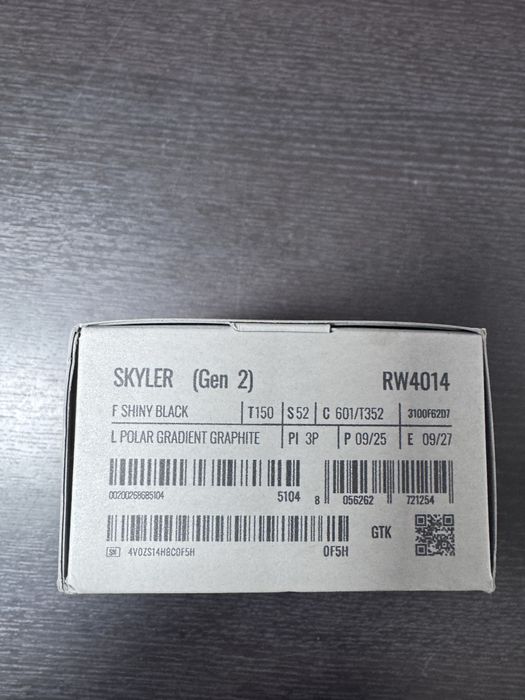 SKYLER (Gen 2) RW4014
F SHINY BLACK T150 S 52 C 601/T352 3100F62D7
L POLAR GRADIENT GRAPHITE PI 3P P 09/25 E 09/27
00200268685104 5104 8 056262 721254
SN 4V0ZS14H8C0F5H 0F5H GTK